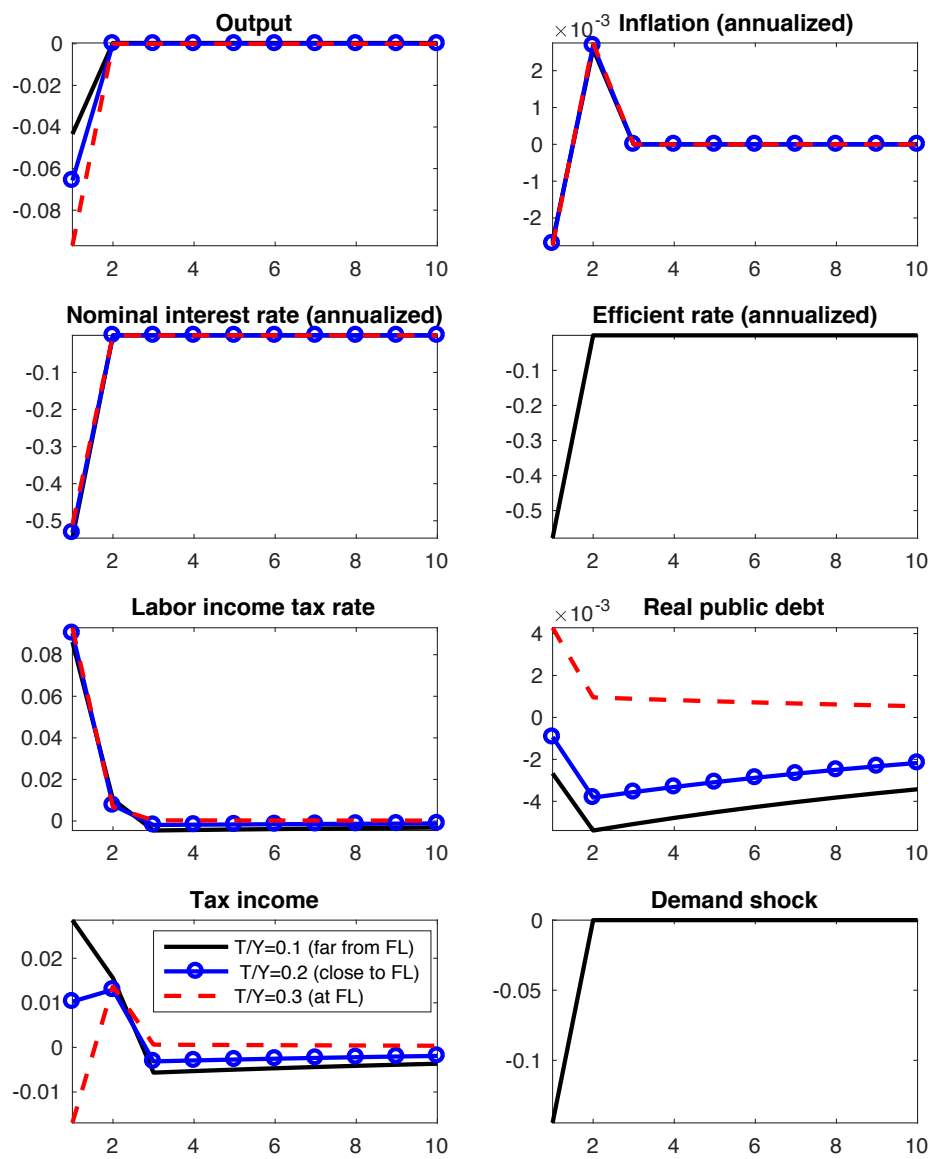 Output
0
-0.02
-0.04
-0.06
-0.08
2 4 6 8 10
Inflation (annualized)
×10⁻³
2
1
0
-1
-2
2 4 6 8 10
Nominal interest rate (annualized)
-0.1
-0.2
-0.3
-0.4
-0.5
2 4 6 8 10
Efficient rate (annualized)
-0.1
-0.2
-0.3
-0.4
-0.5
2 4 6 8 10
Labor income tax rate
0.08
0.06
0.04
0.02
0
2 4 6 8 10
Real public debt
×10⁻³
4
2
0
-2
-4
2 4 6 8 10
Tax income
0.02
0.01
0
-0.01
T/Y=0.1 (far from FL)
T/Y=0.2 (close to FL)
T/Y=0.3 (at FL)
2 4 6 8 10
Demand shock
0
-0.05
-0.1
2 4 6 8 10